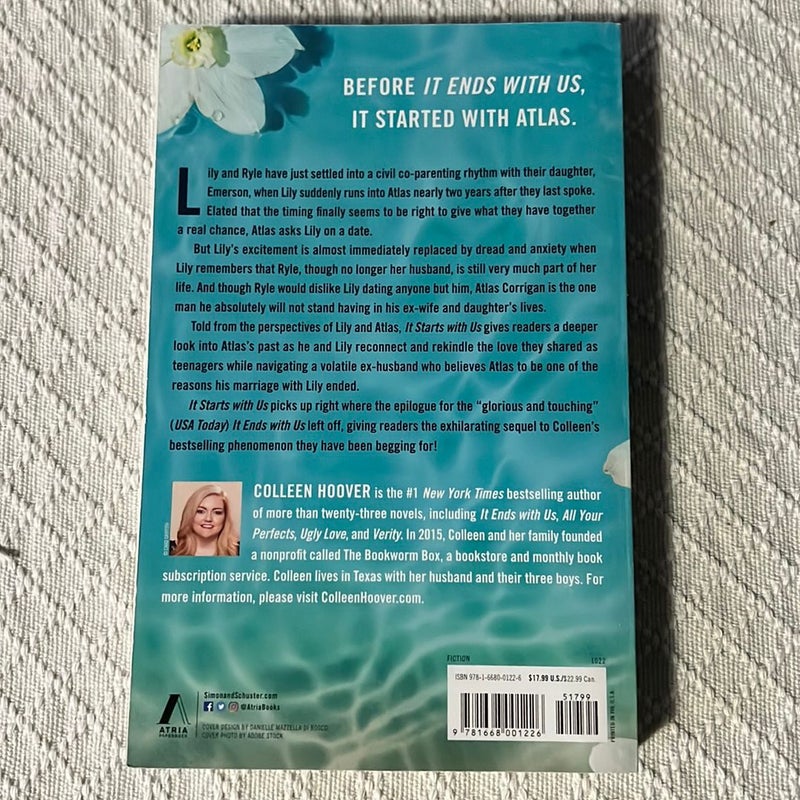 BEFORE IT ENDS WITH US,
IT STARTED WITH ATLAS.
Lily and Ryle have just settled into a civil co-parenting rhythm with their daughter,
Emerson, when Lily suddenly runs into Atlas nearly two years after they last spoke.
Elated that the timing finally seems to be right to give what they have together
a real chance, Atlas asks Lily on a date.
But Lily's excitement is almost immediately replaced by dread and anxiety when
Lily remembers that Ryle, though no longer her husband, is still very much part of her
life. And though Ryle would dislike Lily dating anyone but him, Atlas Corrigan is the one
man he absolutely will not stand having in his ex-wife and daughter's lives.
Told from the perspectives of Lily and Atlas, It Starts with Us gives readers a deeper
look into Atlas's past as he and Lily reconnect and rekindle the love they shared as
teenagers while navigating a volatile ex-husband who believes Atlas to be one of the
reasons his marriage with Lily ended.
It Starts with Us picks up right where the epilogue for the "glorious and touching"
(USA Today) It Ends with Us left off, giving readers the exhilarating sequel to Colleen's
bestselling phenomenon they have been begging for!
COLLEEN HOOVER is the #1 New York Times bestselling author
of more than twenty-three novels, including It Ends with Us, All Your
Perfects, Ugly Love, and Verity. In 2015, Colleen and her family founded
a nonprofit called The Bookworm Box, a bookstore and monthly book
subscription service. Colleen lives in Texas with her husband and their three boys. For
more information, please visit ColleenHoover.com.
FICTION 1022
ISBN 978-1-6680-0122-6 $17.99 U.S./$22.99 Can.
51799
9 781668 001226
PRINTED IN THE U.S.A.
SimonandSchuster.com
@AtriaBooks
ATRIA
PAPERBACK
COVER DESIGN BY DANIELLE MAZZELLA DI BOSCO
COVER PHOTO BY ADOBE STOCK